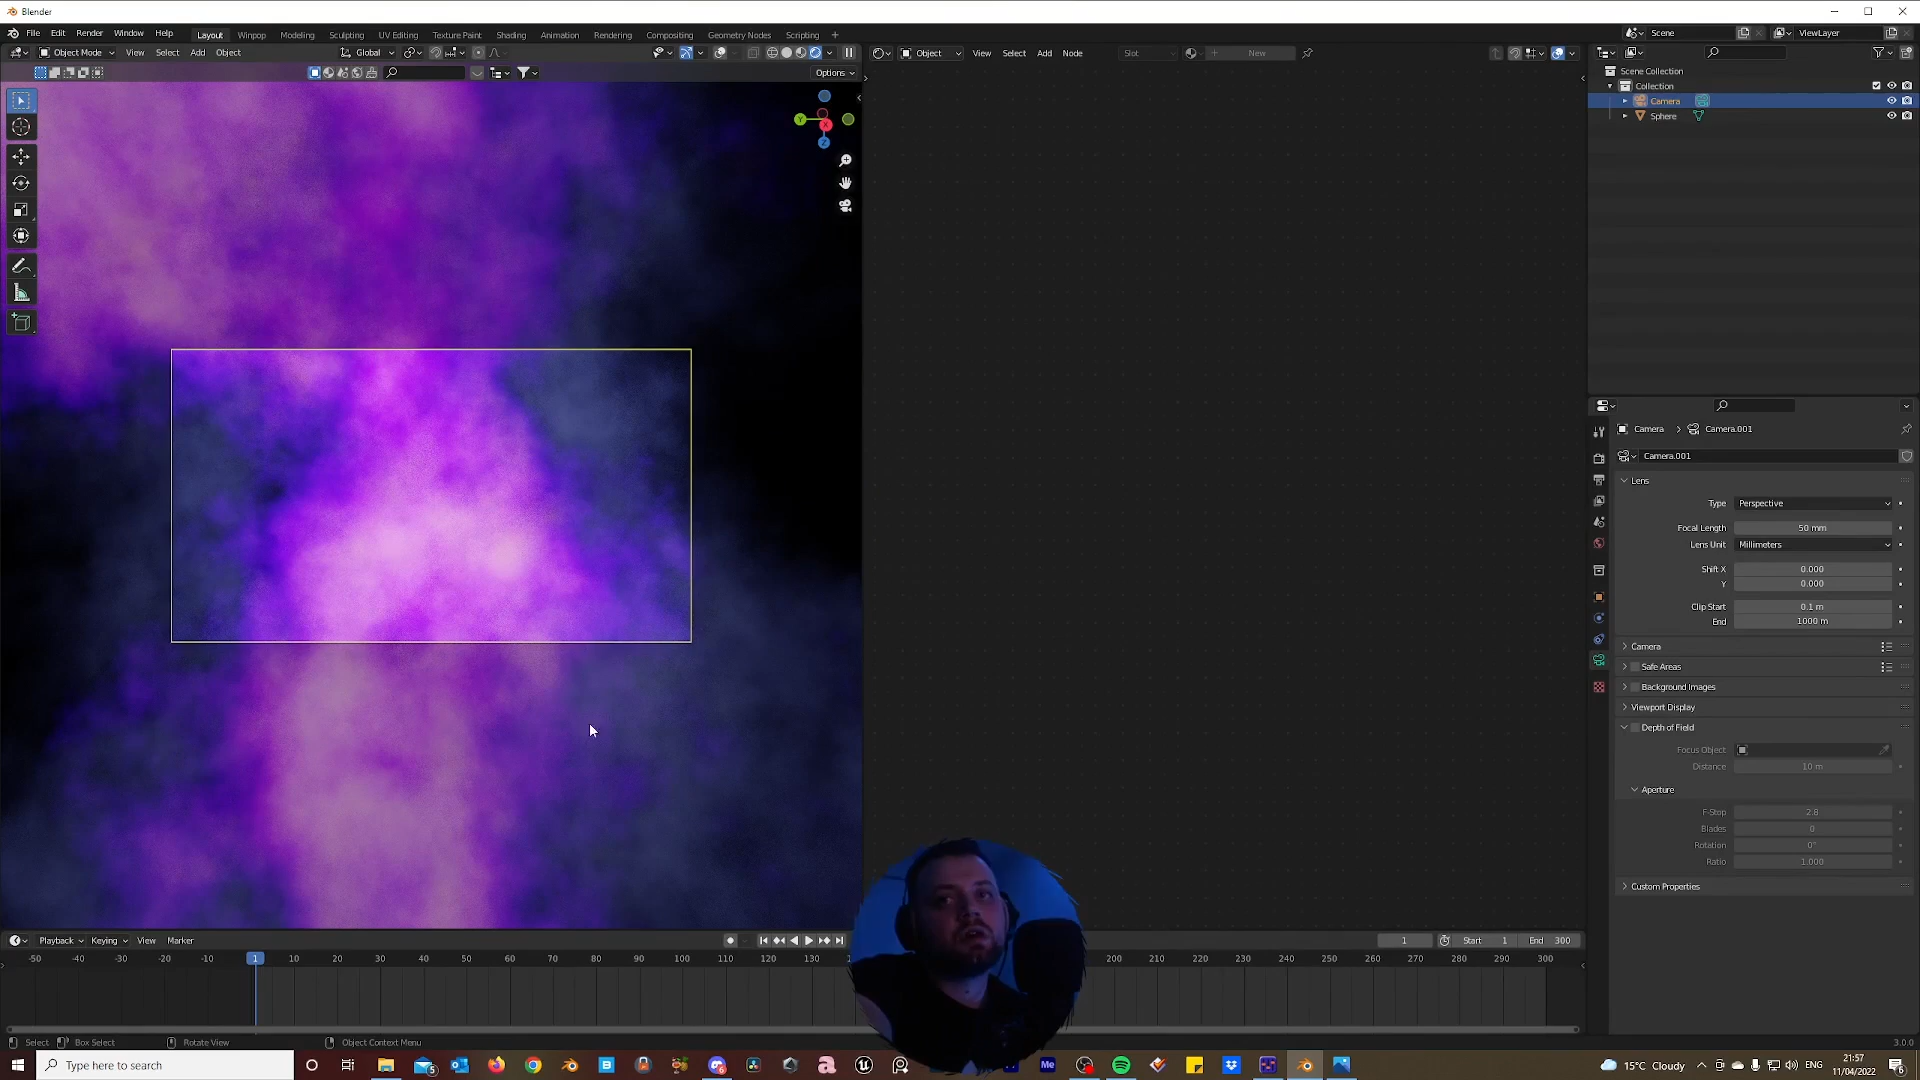 Blender
File Edit Render Window Help Layout Winpop Modeling Sculpting UV Editing Texture Paint Shading Animation Rendering Compositing Geometry Nodes Scripting + Scene ViewLayer
Object Mode View Select Add Object Global Object View Select Add Node Slot New
Options
Scene Collection
Collection
Camera
Sphere
Y X Z
Camera > Camera.001
Camera.001
Lens
Type Perspective
Focal Length 50 mm
Lens Unit Millimeters
Shift X 0.000
Y 0.000
Clip Start 0.1 m
End 1000 m
Camera
Safe Areas
Background Images
Viewport Display
Depth of Field
Focus Object
Distance 10 m
Aperture
F-Stop 2.8
Blades 0
Rotation 0°
Ratio 1.000
Custom Properties
Playback Keying View Marker 1 Start 1 End 300
-50 -40 -30 -20 -10 1 10 20 30 40 50 60 70 80 90 100 110 120 130 200 210 220 230 240 250 260 270 280 290 300
Select Box Select Rotate View Object Context Menu 3.0.0
Type here to search 15°C Cloudy ENG 21:57
11/04/2022